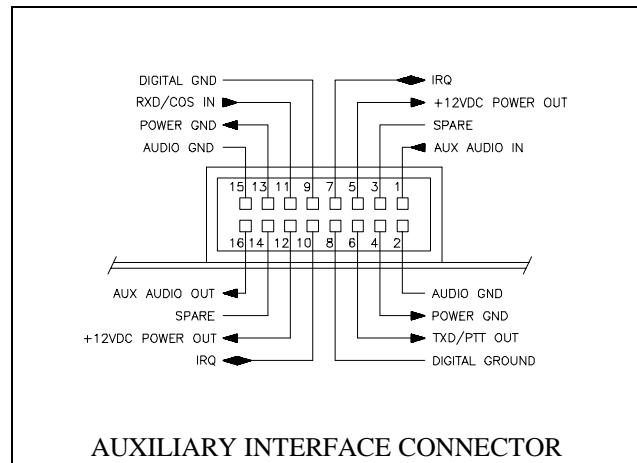 DIGITAL GND IRQ
RXD/COS IN +12VDC POWER OUT
POWER GND SPARE
AUDIO GND AUX AUDIO IN
15 13 11 9 7 5 3 1
16 14 12 10 8 6 4 2
AUX AUDIO OUT AUDIO GND
SPARE POWER GND
+12VDC POWER OUT TXD/PTT OUT
IRQ DIGITAL GROUND
AUXILIARY INTERFACE CONNECTOR